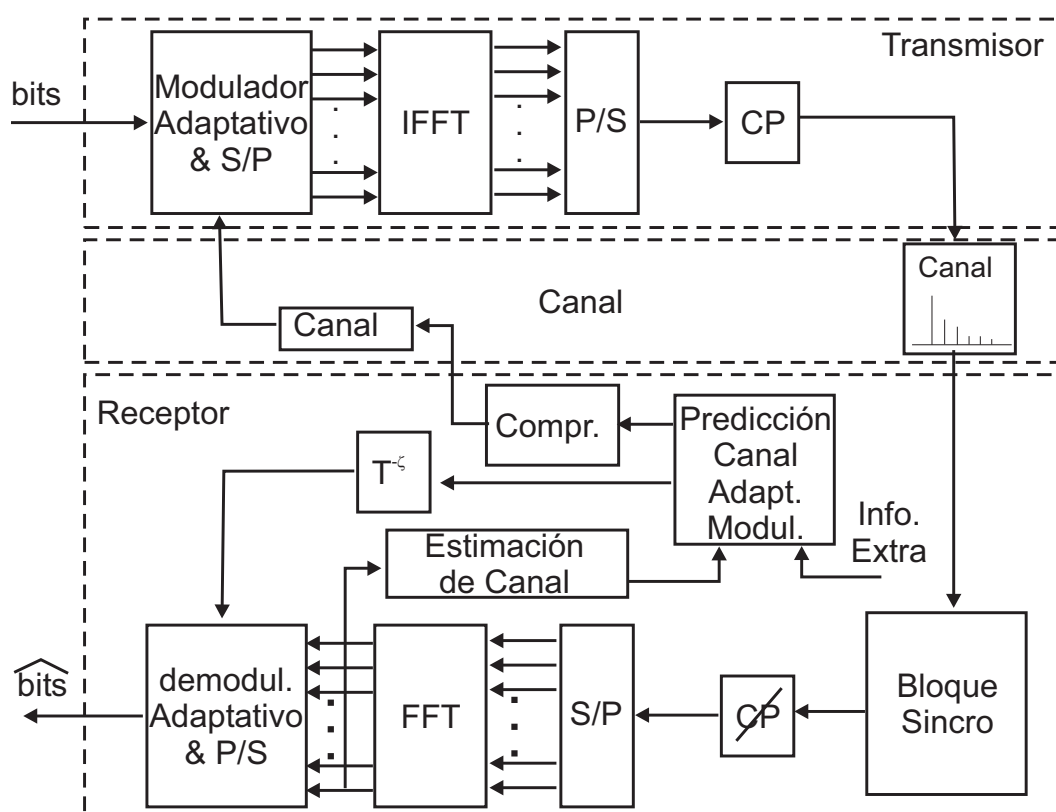 Transmisor
bits
Modulador
Adaptativo
& S/P
IFFT
P/S
CP
Canal
Canal
Canal
Receptor
Compr.
Predicción
Canal
Adapt.
Modul.
T-ζ
Info.
Extra
Estimación
de Canal
bits
demodul.
Adaptativo
& P/S
FFT
S/P
CP
Bloque
Sincro